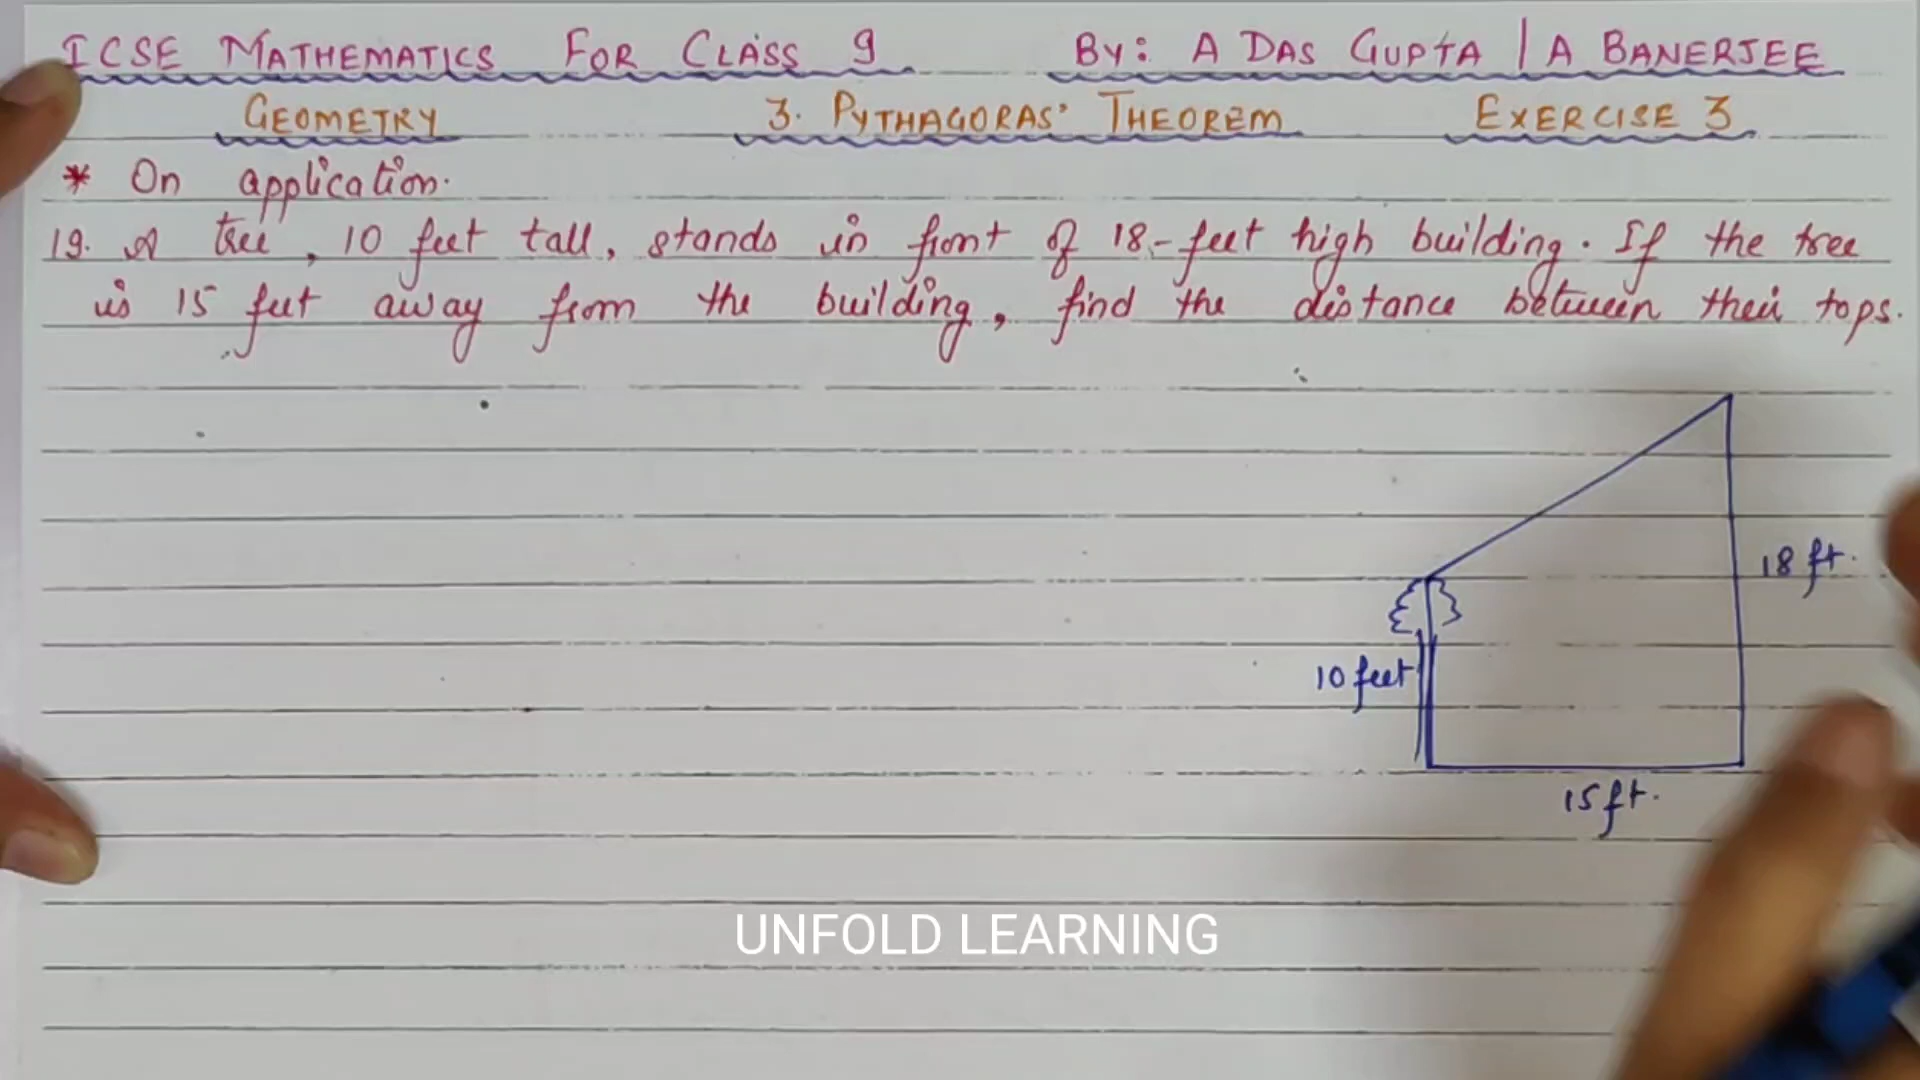 ICSE MATHEMATICS FOR CLASS 9 BY: A DAS GUPTA | A BANERJEE
GEOMETRY 3. PYTHAGORAS' THEOREM EXERCISE 3
* On application.
19. A tree, 10 feet tall, stands in front of 18-feet high building. If the tree
is 15 feet away from the building, find the distance between their tops.
18 ft.
10 feet
15 ft.
UNFOLD LEARNING